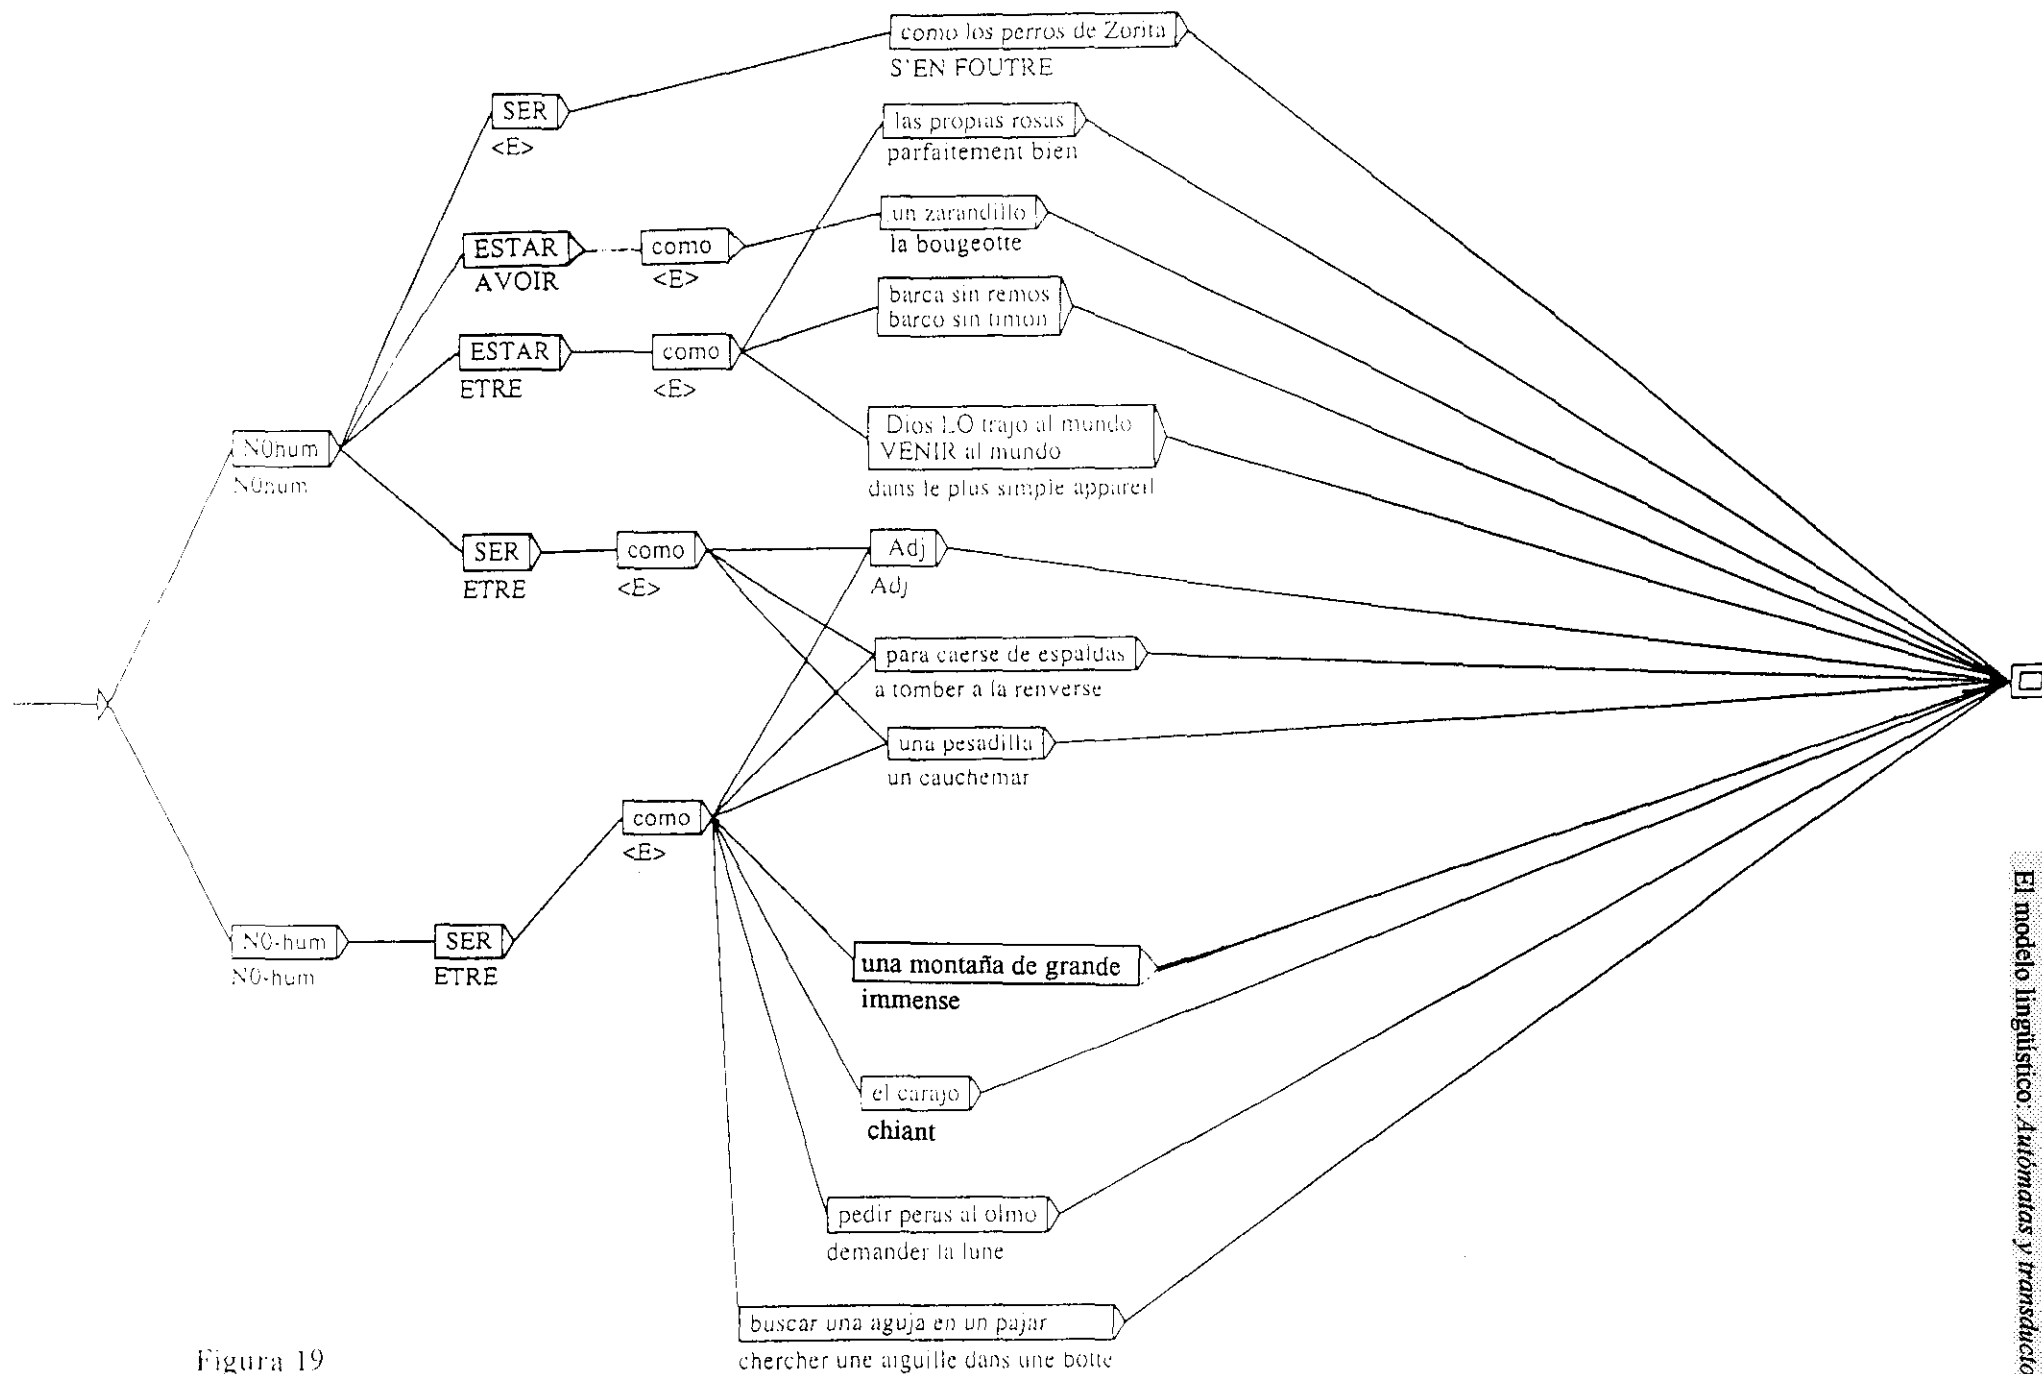 como los perros de Zorita
S'EN FOUTRE
SER
<E>
las propias rosas
parfaitement bien
un zarandillo
la bougeotte
ESTAR
AVOIR
como
<E>
barca sin remos
barco sin timon
ESTAR
ETRE
como
<E>
Dios LO trajo al mundo
VENIR al mundo
dans le plus simple appareil
N0hum
N0hum
SER
ETRE
como
<E>
Adj
Adj
para caerse de espaldas
a tomber a la renverse
una pesadilla
un cauchemar
como
<E>
N0-hum
N0-hum
SER
ETRE
una montaña de grande
immense
el carajo
chiant
pedir peras al olmo
demander la lune
buscar una aguja en un pajar
chercher une aiguille dans une botte
Figura 19
El modelo lingüístico: Autómatas y transducto